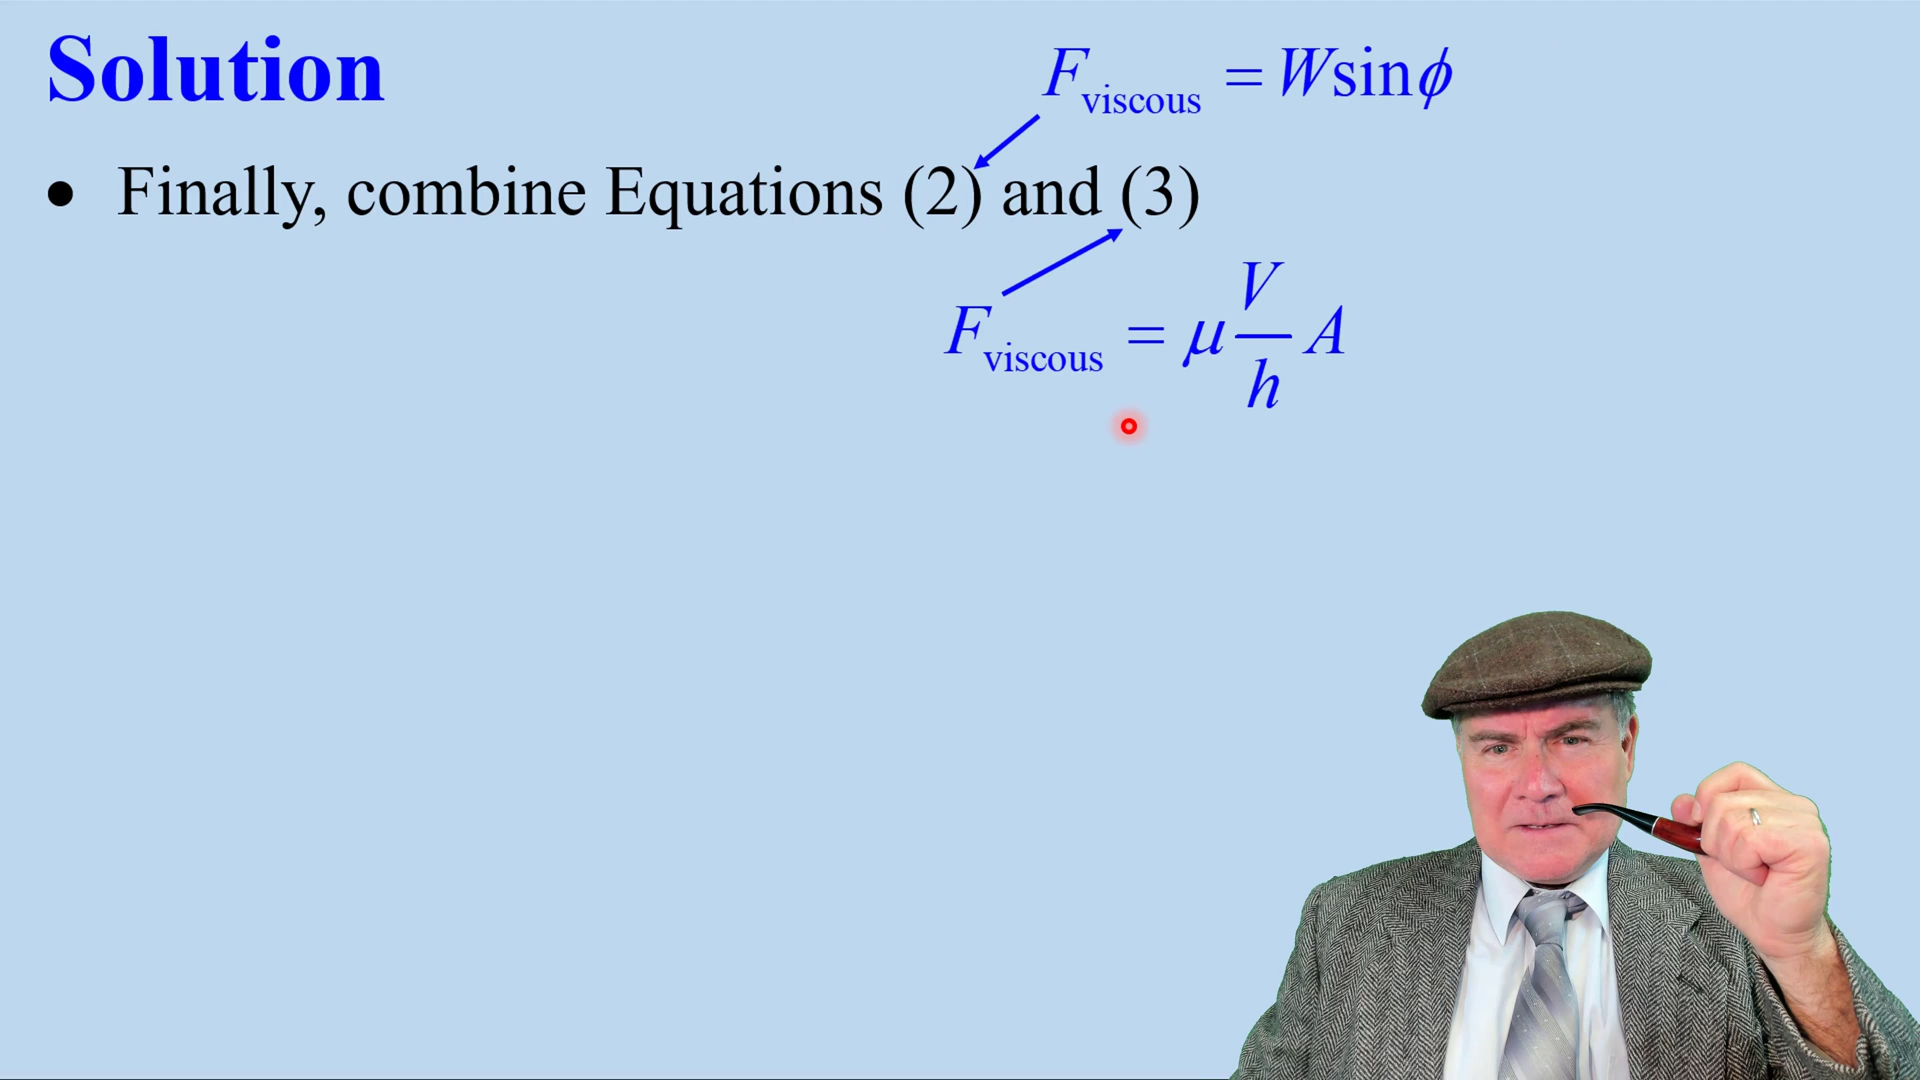 Solution
F_viscous = W sin ϕ
• Finally, combine Equations (2) and (3)
F_viscous = μ V/h A